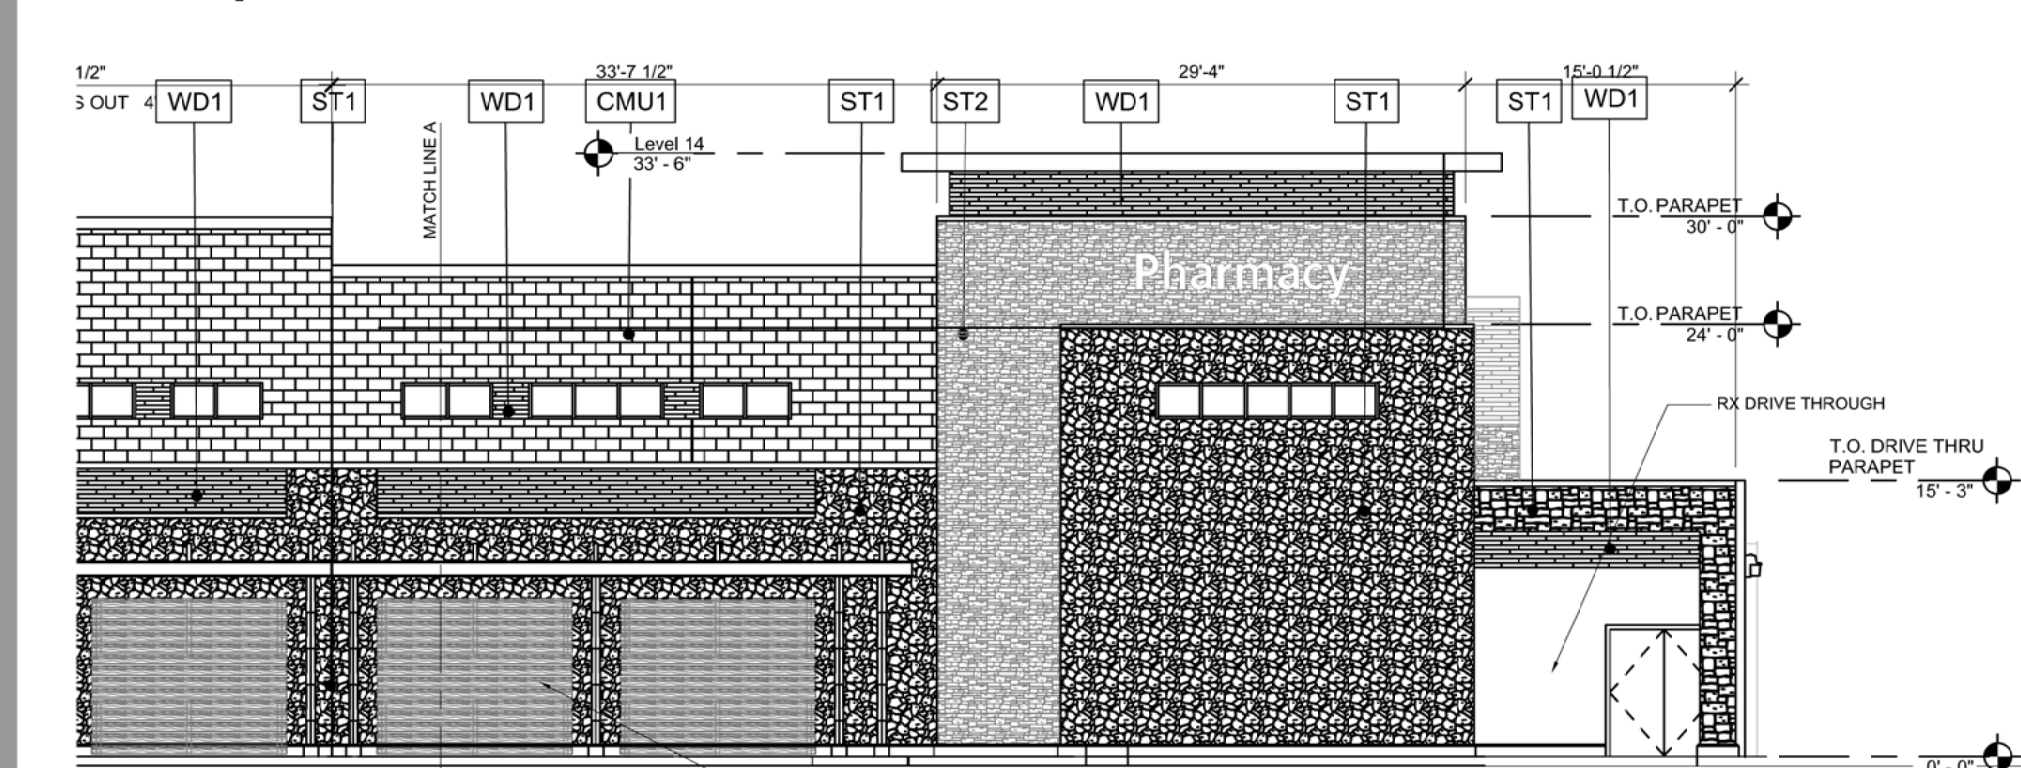 1/2"
33'-7 1/2"
29'-4"
15'-0 1/2"
S OUT 4'
WD1
ST1
WD1
CMU1
ST1
ST2
WD1
ST1
ST1
WD1
MATCH LINE A
Level 14
33' - 6"
T.O. PARAPET
30' - 0"
Pharmacy
T.O. PARAPET
24' - 0"
RX DRIVE THROUGH
T.O. DRIVE THRU
PARAPET
15' - 3"
0' - 0"